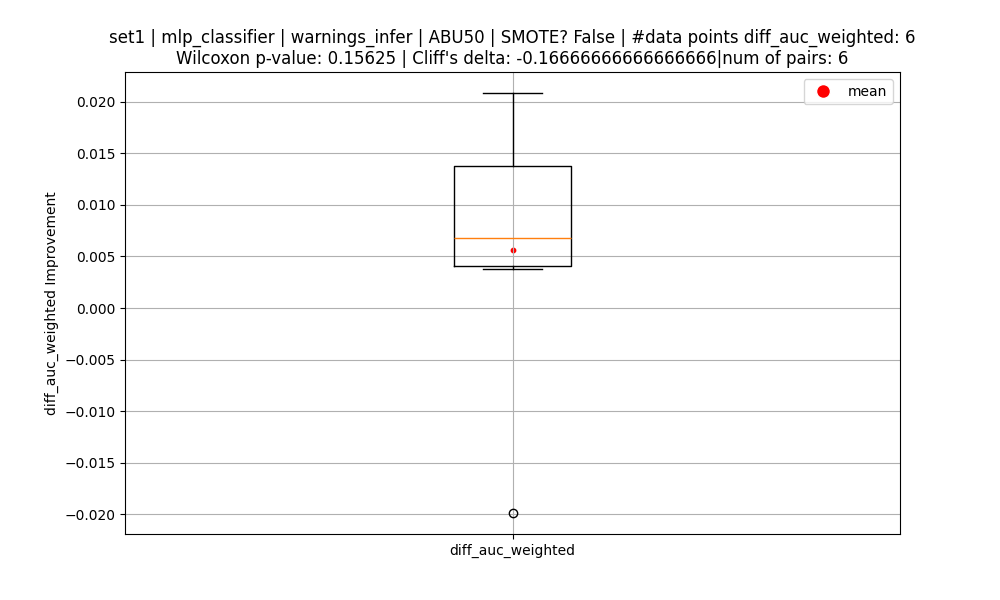 set1 | mlp_classifier | warnings_infer | ABU50 | SMOTE? False | #data points diff_auc_weighted: 6
Wilcoxon p-value: 0.15625 | Cliff's delta: -0.16666666666666666|num of pairs: 6
mean
0.020
0.015
0.010
0.005
0.000
−0.005
−0.010
−0.015
−0.020
diff_auc_weighted Improvement
diff_auc_weighted